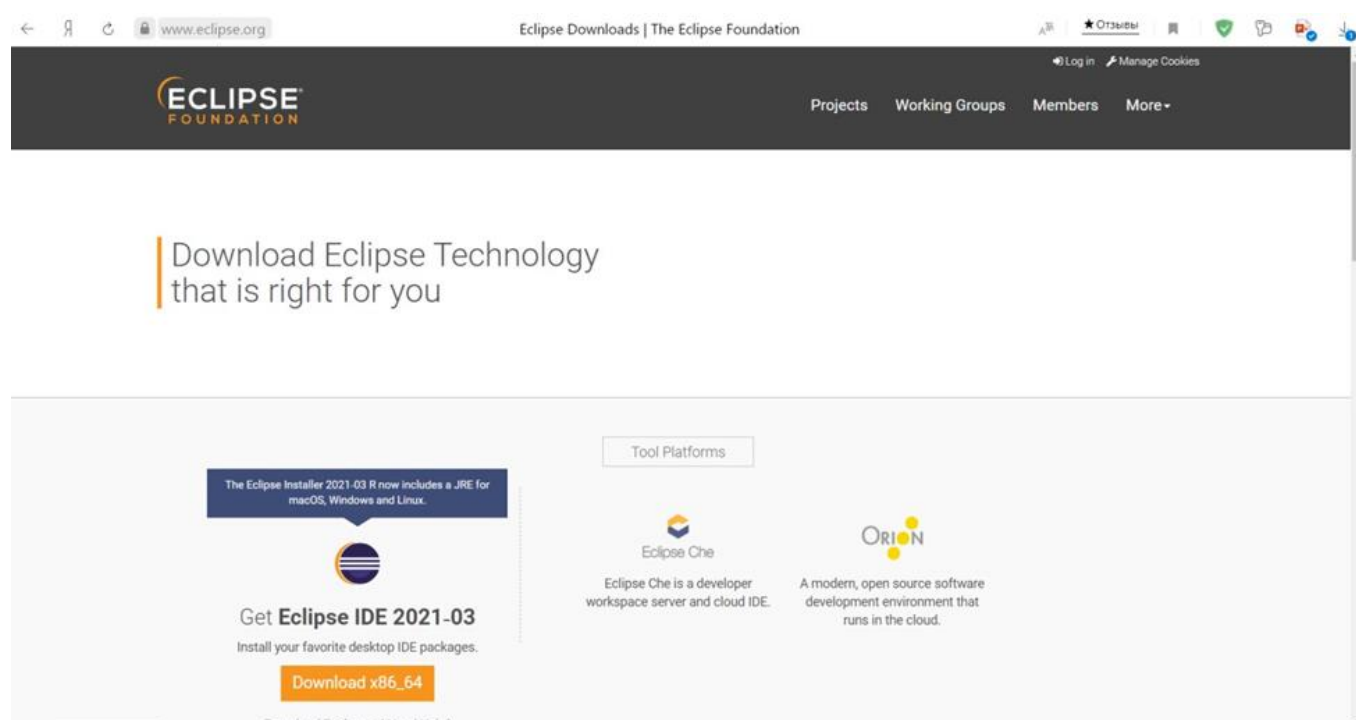 Я
www.eclipse.org
Eclipse Downloads | The Eclipse Foundation
★ Отзывы
Log in Manage Cookies
ECLIPSE
FOUNDATION
Projects Working Groups Members More
Download Eclipse Technology
that is right for you
Tool Platforms
The Eclipse Installer 2021-03 R now includes a JRE for
macOS, Windows and Linux.
Get Eclipse IDE 2021-03
Install your favorite desktop IDE packages.
Download x86_64
Eclipse Che
Eclipse Che is a developer
workspace server and cloud IDE.
ORION
A modern, open source software
development environment that
runs in the cloud.